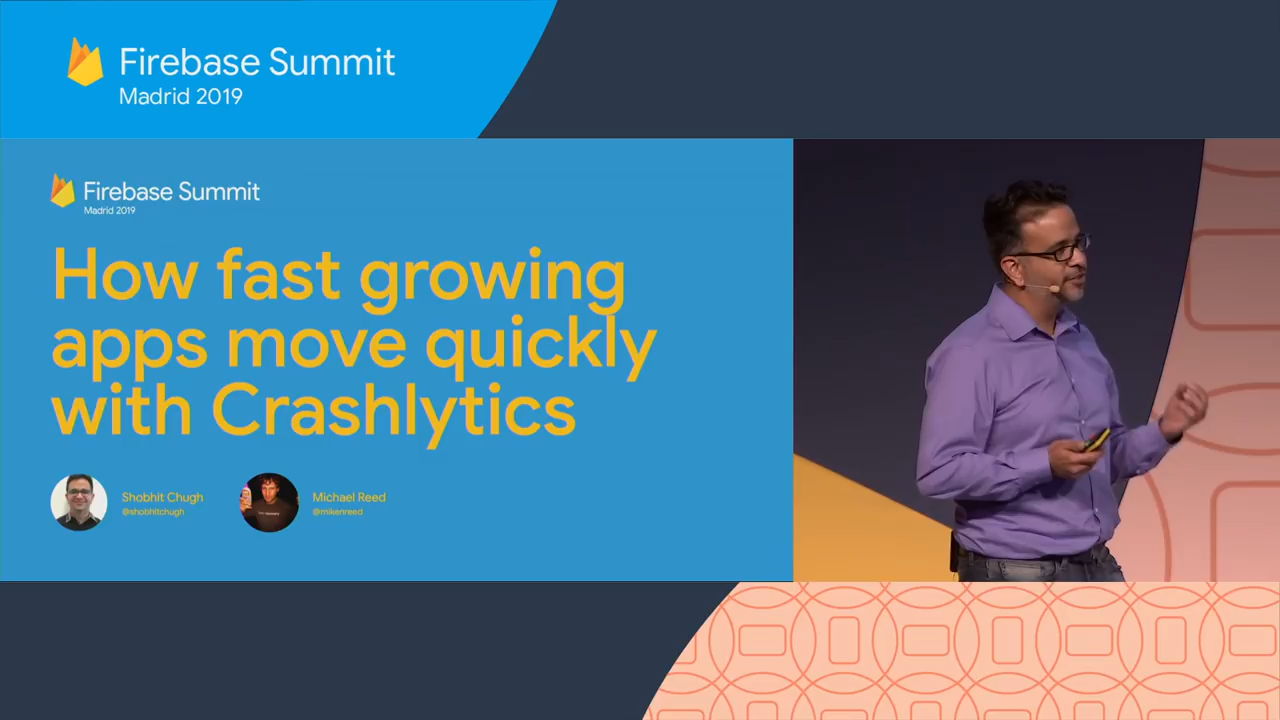 Firebase Summit
Madrid 2019
Firebase Summit
Madrid 2019
How fast growing
apps move quickly
with Crashlytics
Shobhit Chugh
@shobhitchugh
Michael Reed
@mikenreed